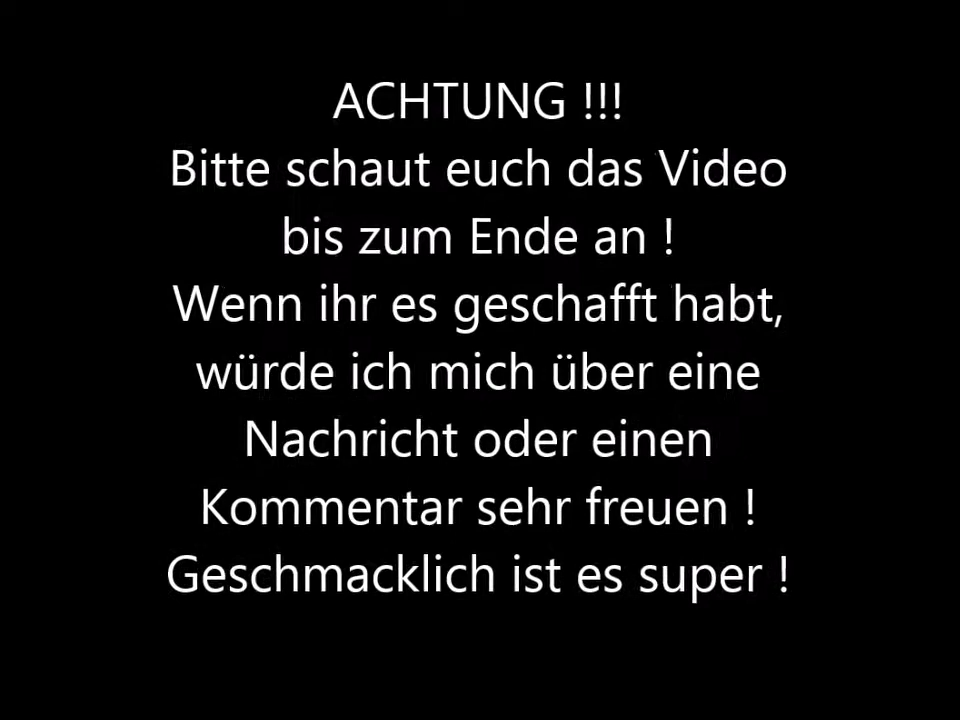 ACHTUNG !!!
Bitte schaut euch das Video
bis zum Ende an !
Wenn ihr es geschafft habt,
würde ich mich über eine
Nachricht oder einen
Kommentar sehr freuen !
Geschmacklich ist es super !